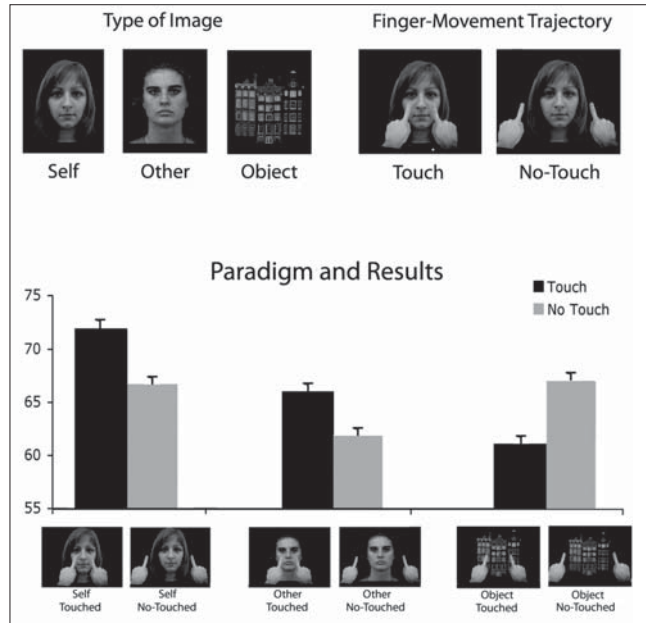 Type of Image
Finger-Movement Trajectory
Self
Other
Object
Touch
No-Touch
Paradigm and Results
Touch
No Touch
75
70
65
60
55
Self
Touched
Self
No-Touched
Other
Touched
Other
No-Touched
Object
Touched
Object
No-Touched